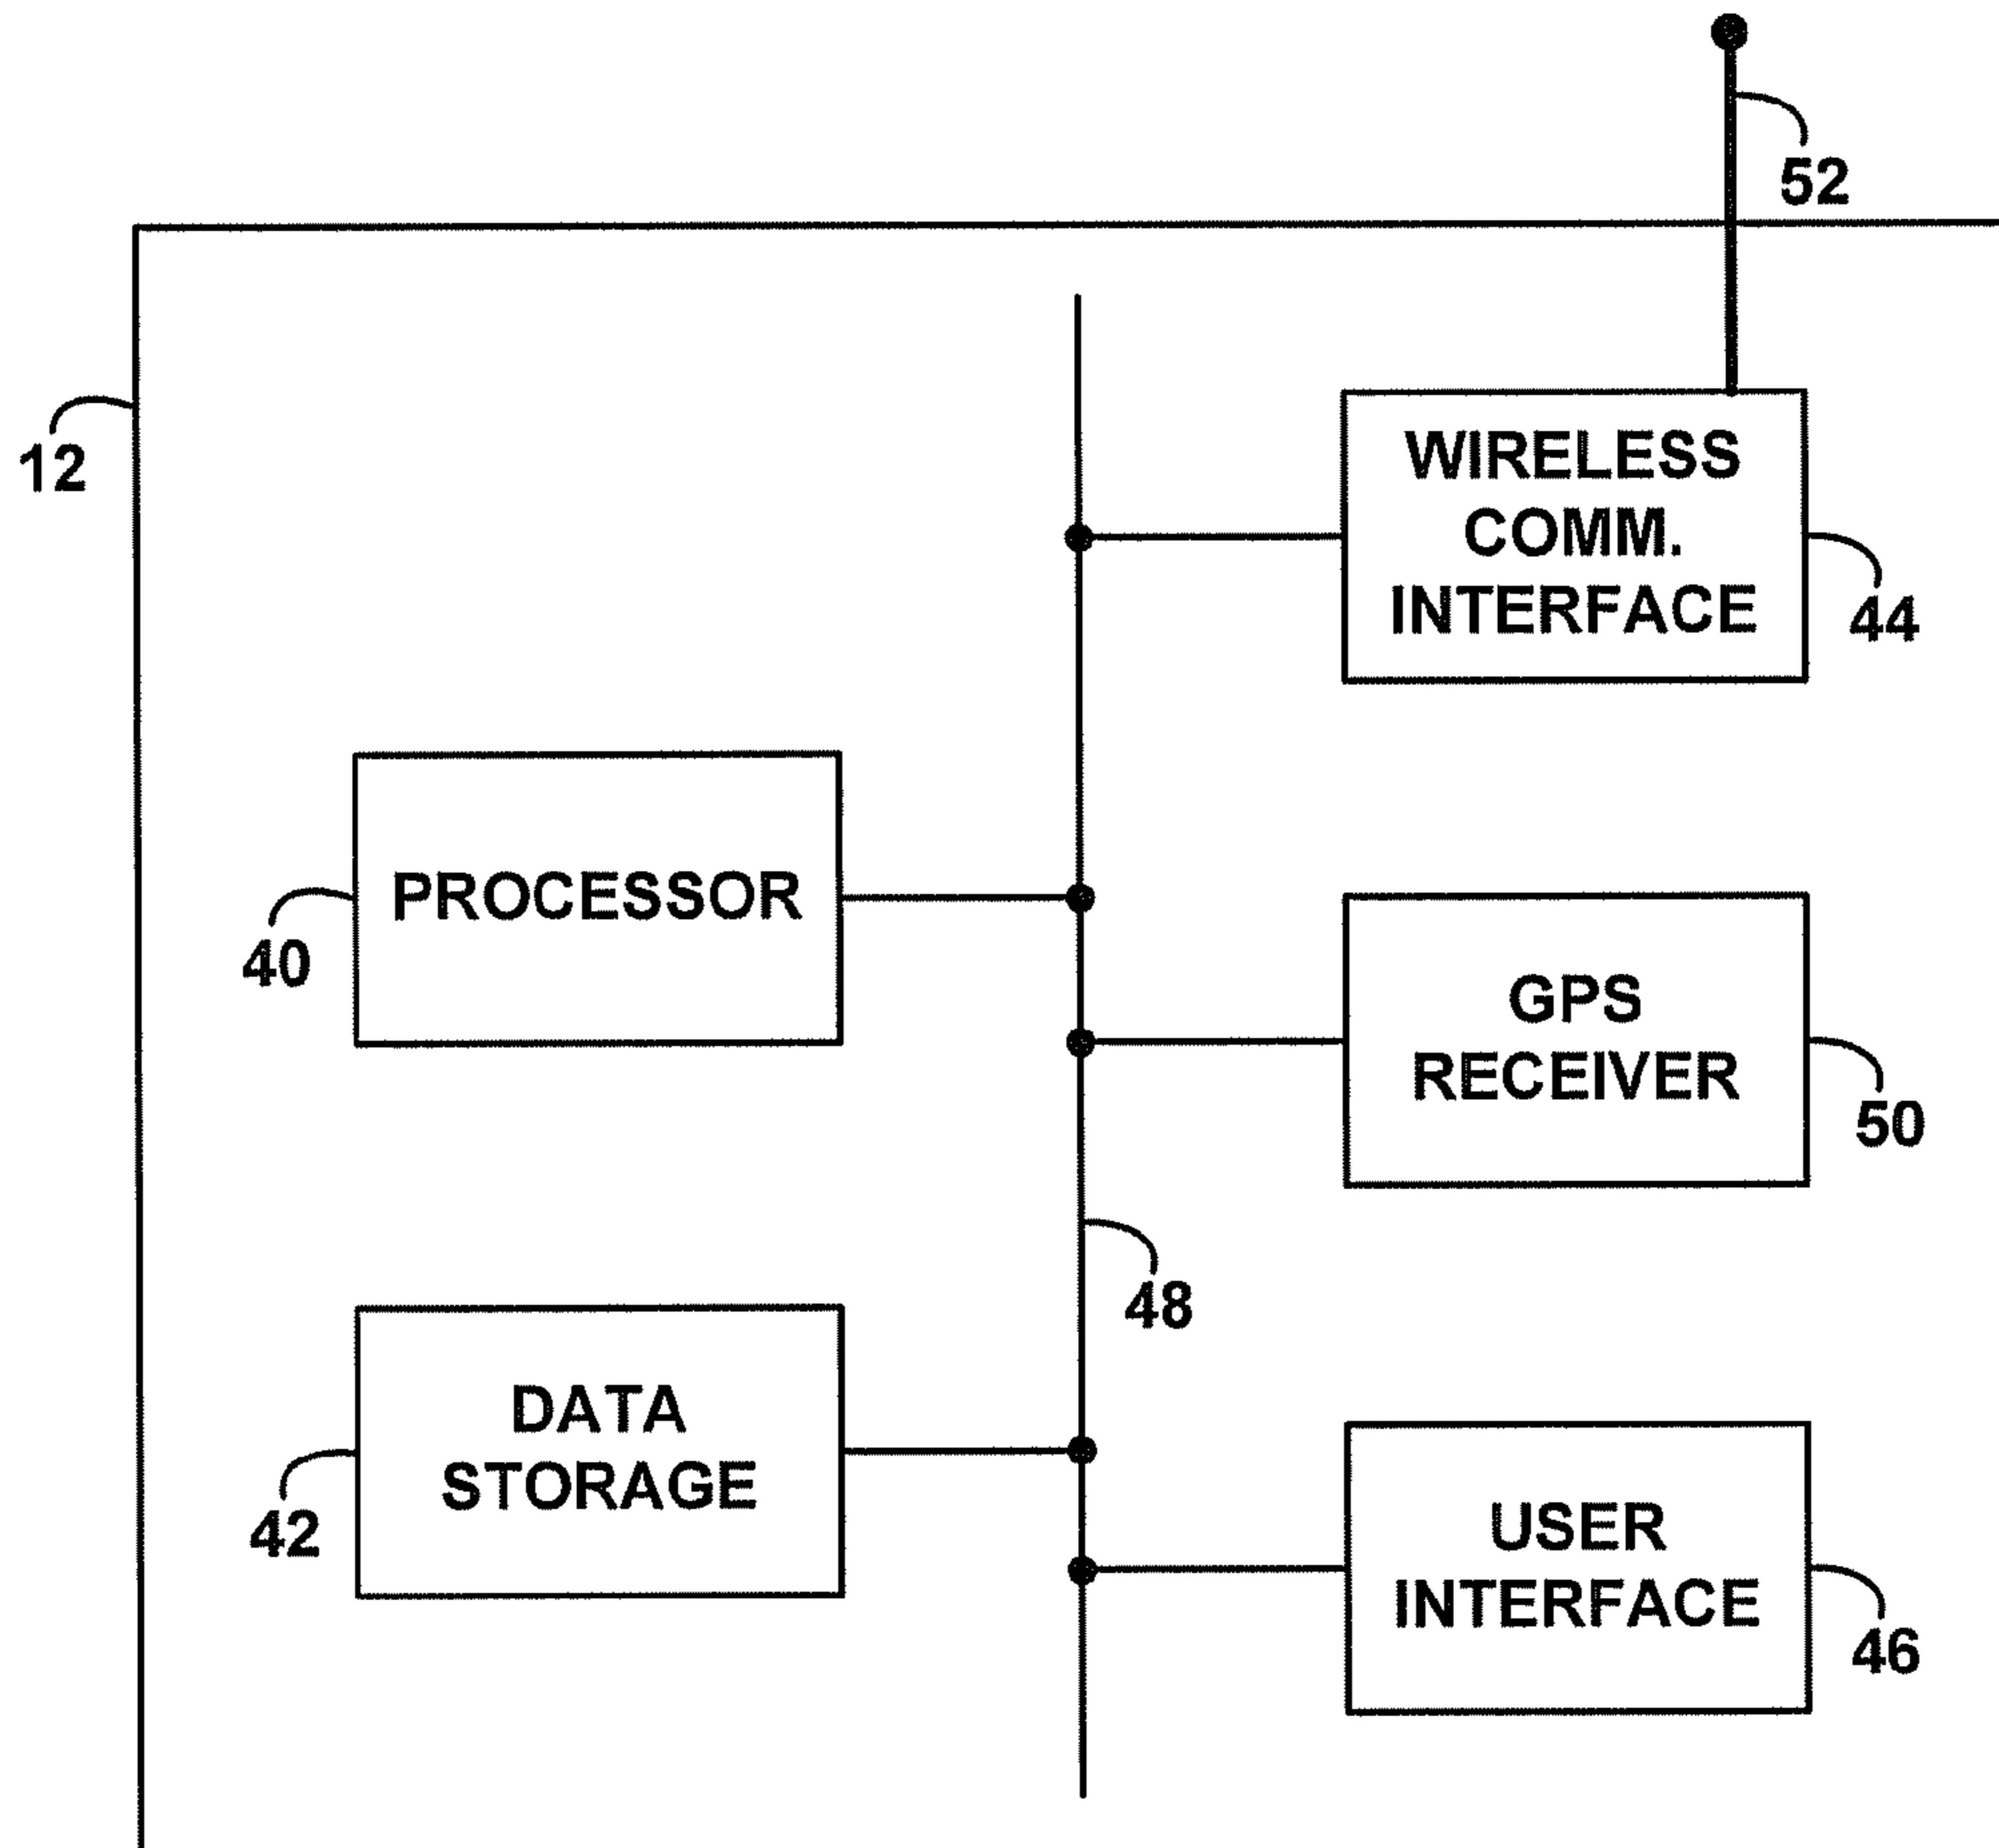 52
12
WIRELESS
COMM.
INTERFACE
44
PROCESSOR
40
GPS
RECEIVER
50
48
DATA
STORAGE
42
USER
INTERFACE
46